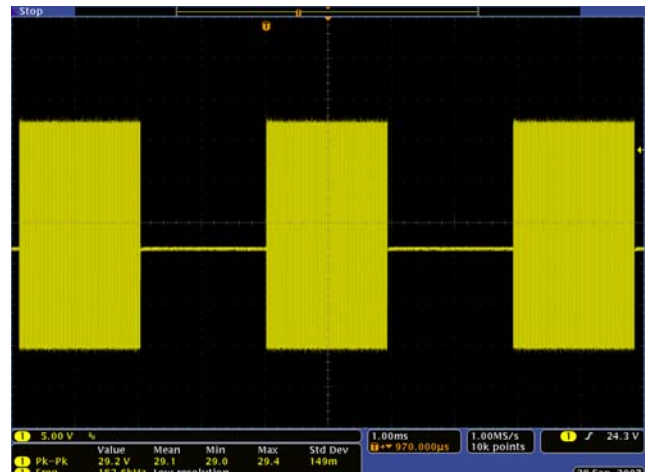 Stop
1 5.00 V
1.00ms
1.00MS/s
1 24.3 V
970.000µs
10k points
Value Mean Min Max Std Dev
1 Pk-Pk 29.2 V 29.1 29.0 29.4 149m
Low resolution